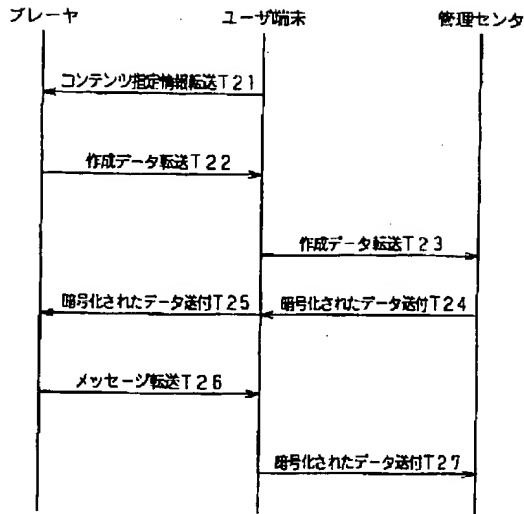 プレーヤ
ユーザ端末
管理センタ
コンテンツ指定情報転送T21
作成データ転送T22
作成データ転送T23
暗号化されたデータ送付T25
暗号化されたデータ送付T24
メッセージ転送T26
暗号化されたデータ送付T27